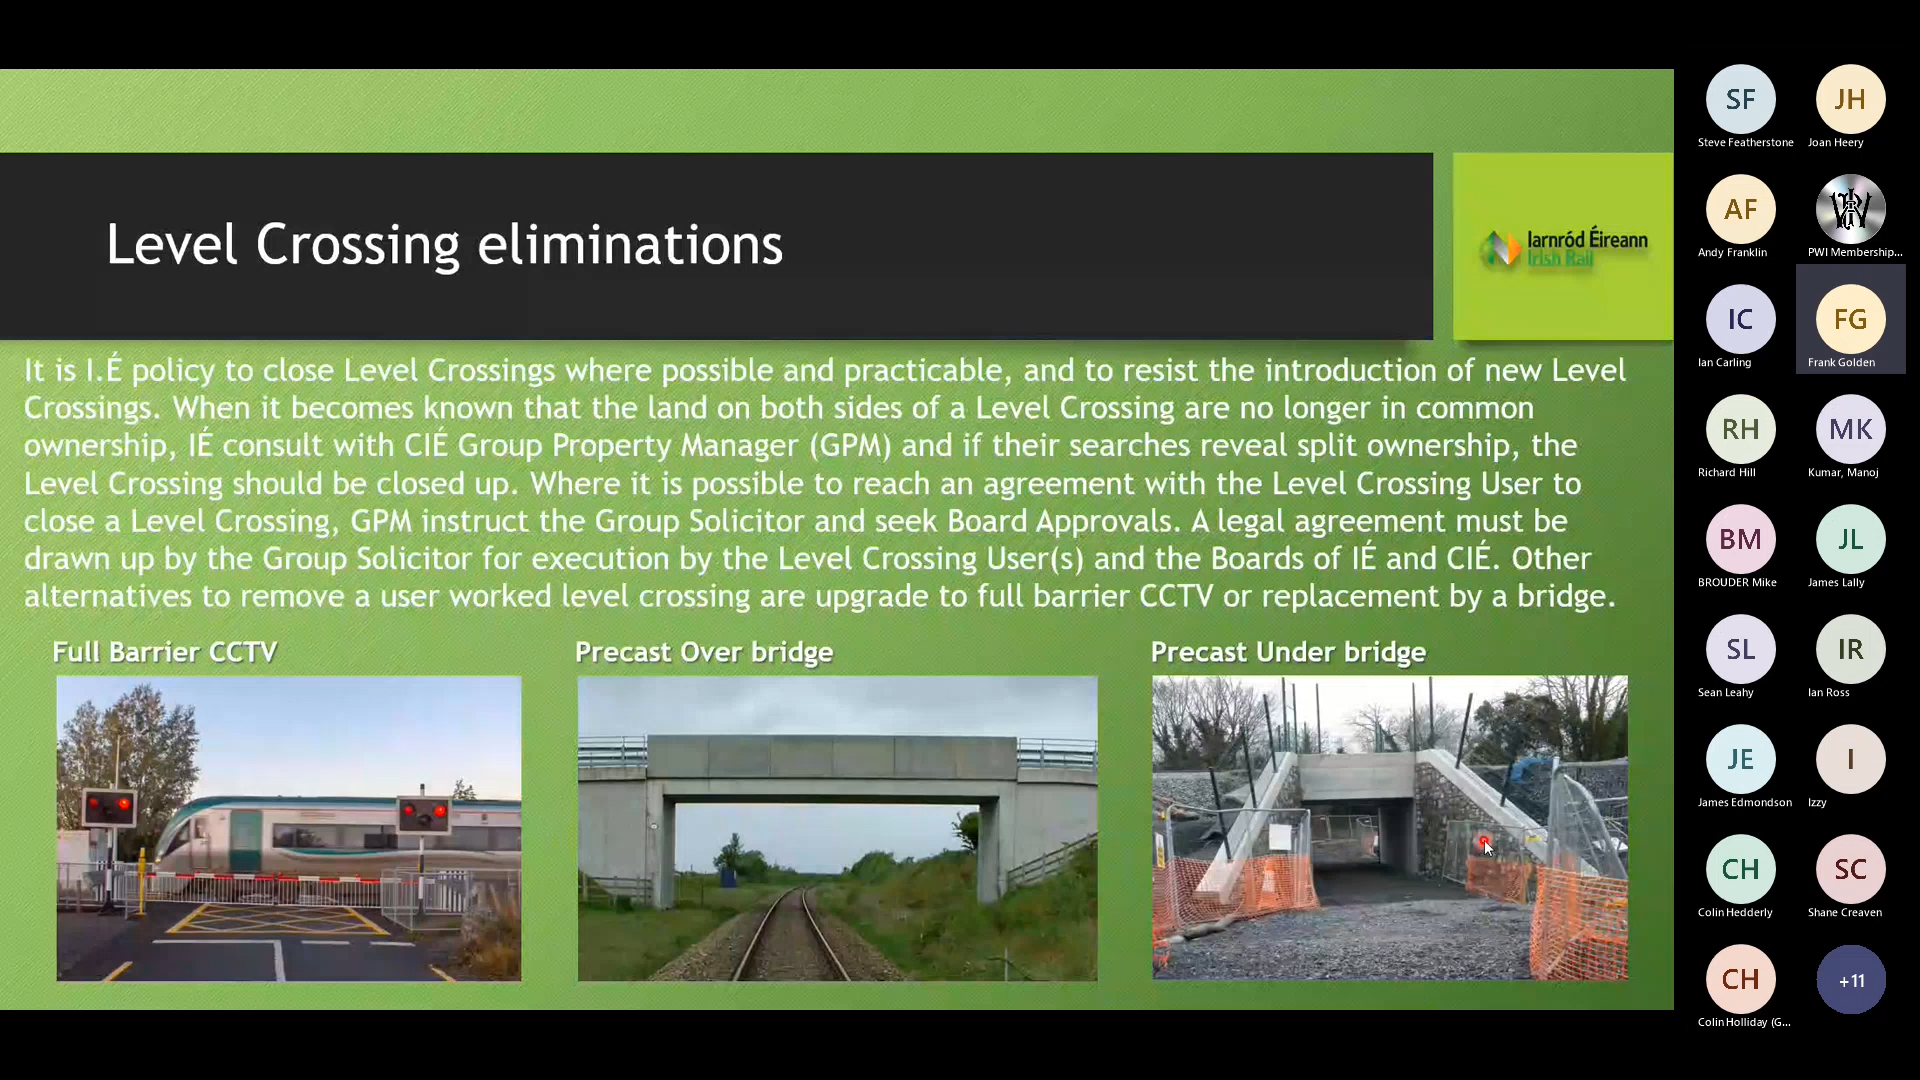 Level Crossing eliminations
Iarnród Éireann
Irish Rail
It is I.É policy to close Level Crossings where possible and practicable, and to resist the introduction of new Level
Crossings. When it becomes known that the land on both sides of a Level Crossing are no longer in common
ownership, IÉ consult with CIÉ Group Property Manager (GPM) and if their searches reveal split ownership, the
Level Crossing should be closed up. Where it is possible to reach an agreement with the Level Crossing User to
close a Level Crossing, GPM instruct the Group Solicitor and seek Board Approvals. A legal agreement must be
drawn up by the Group Solicitor for execution by the Level Crossing User(s) and the Boards of IÉ and CIÉ. Other
alternatives to remove a user worked level crossing are upgrade to full barrier CCTV or replacement by a bridge.
Full Barrier CCTV
Precast Over bridge
Precast Under bridge
SF
Steve Featherstone
JH
Joan Heery
AF
Andy Franklin
PWI Membership...
IC
Ian Carling
FG
Frank Golden
RH
Richard Hill
MK
Kumar, Manoj
BM
BROUDER Mike
JL
James Lally
SL
Sean Leahy
IR
Ian Ross
JE
James Edmondson
I
Izzy
CH
Colin Hedderly
SC
Shane Creaven
CH
Colin Holliday (G...
+11